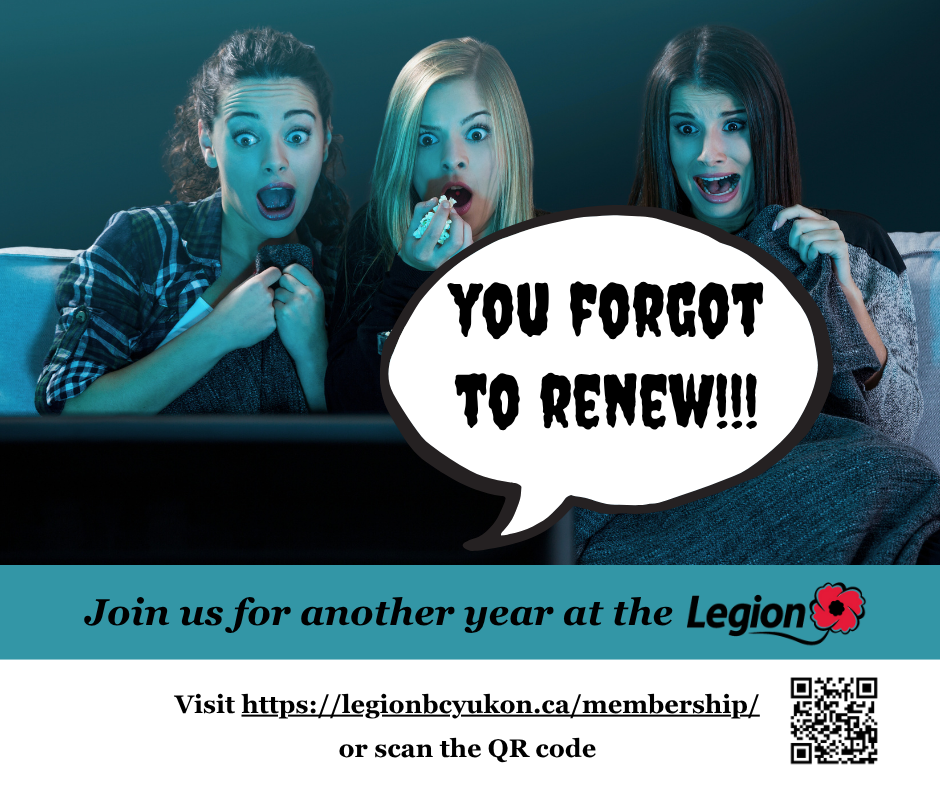 YOU FORGOT
TO RENEW!!!
Join us for another year at the Legion
Visit https://legionbcyukon.ca/membership/
or scan the QR code